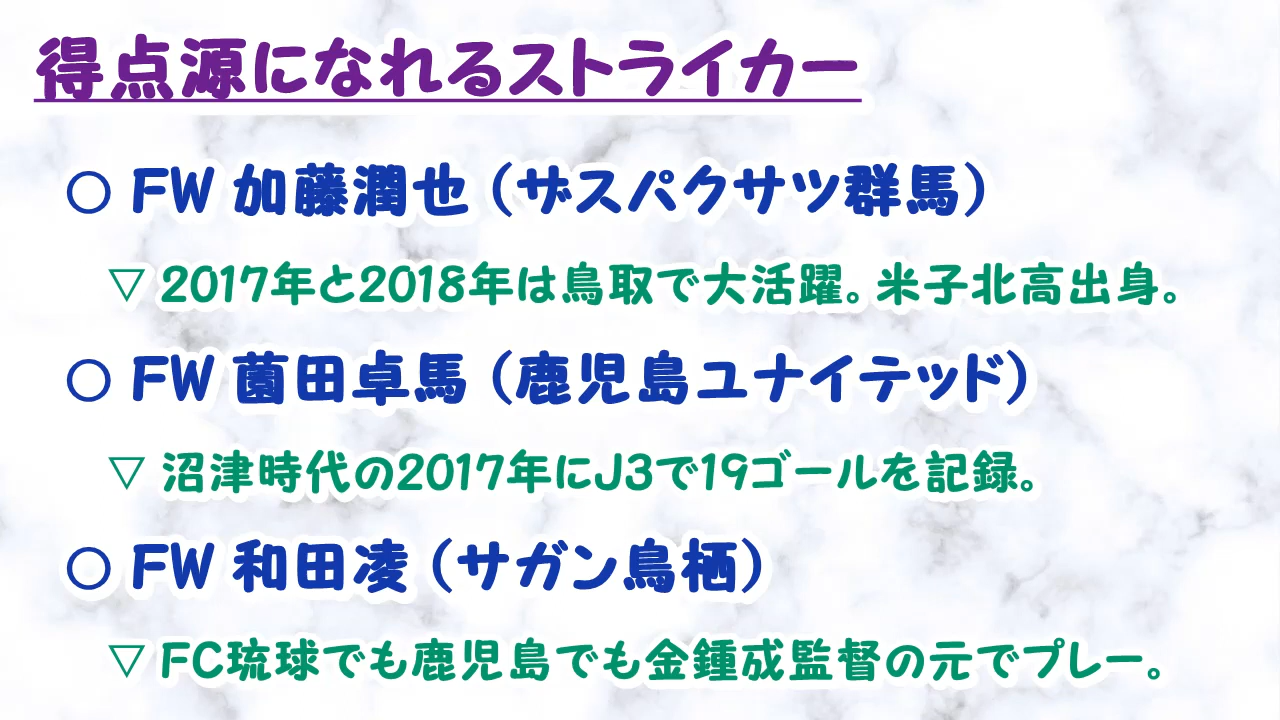 得点源になれるストライカー
○ FW 加藤潤也（ザスパクサツ群馬）
▽ 2017年と2018年は鳥取で大活躍。米子北高出身。
○ FW 薗田卓馬（鹿児島ユナイテッド）
▽ 沼津時代の2017年にJ3で19ゴールを記録。
○ FW 和田凌（サガン鳥栖）
▽ FC琉球でも鹿児島でも金鍾成監督の元でプレー。